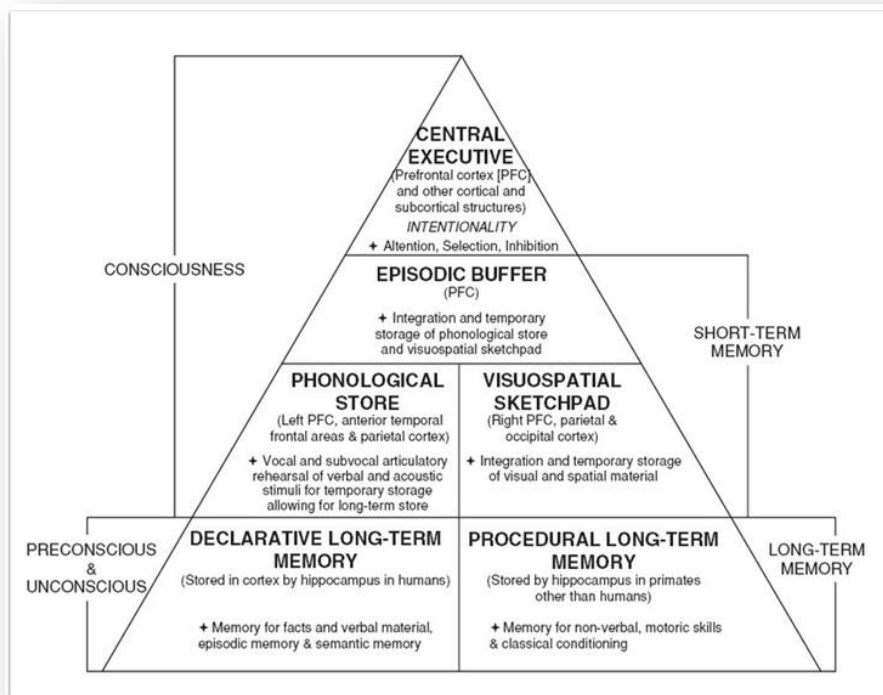 CENTRAL
EXECUTIVE
(Prefrontal cortex [PFC]
and other cortical and
subcortical structures)
INTENTIONALITY
+ Altention, Selection, Inhibition
CONSCIOUSNESS
EPISODIC BUFFER
(PFC)
+ Integration and temporary
storage of phonological store
and visuospatial sketchpad
SHORT-TERM
MEMORY
PHONOLOGICAL
STORE
(Left PFC, anterior temporal
frontal areas & parietal cortex)
+ Vocal and subvocal articulatory
rehearsal of verbal and acoustic
stimuli for temporary storage
allowing for long-term store
VISUOSPATIAL
SKETCHPAD
(Right PFC, parietal &
occipital cortex)
+ Integration and temporary storage
of visual and spatial material
PRECONSCIOUS
&
UNCONSCIOUS
DECLARATIVE LONG-TERM
MEMORY
(Stored in cortex by hippocampus in humans)
+ Memory for facts and verbal material,
episodic memory & semantic memory
PROCEDURAL LONG-TERM
MEMORY
(Stored by hippocampus in primates
other than humans)
+ Memory for non-verbal, motoric skills
& classical conditioning
LONG-TERM
MEMORY